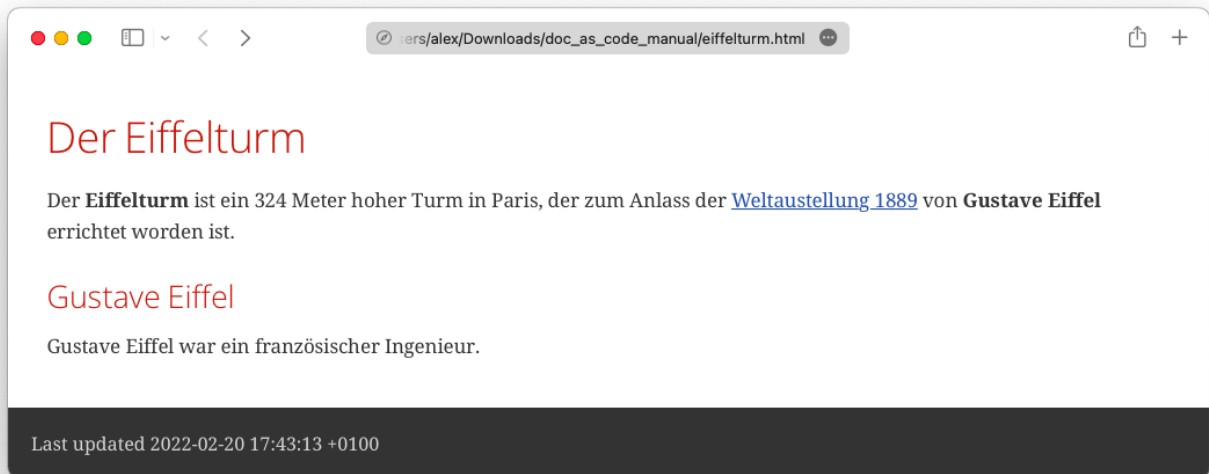 ers/alex/Downloads/doc_as_code_manual/eiffelturm.html
Der Eiffelturm
Der Eiffelturm ist ein 324 Meter hoher Turm in Paris, der zum Anlass der Weltaustellung 1889 von Gustave Eiffel
errichtet worden ist.
Gustave Eiffel
Gustave Eiffel war ein französischer Ingenieur.
Last updated 2022-02-20 17:43:13 +0100